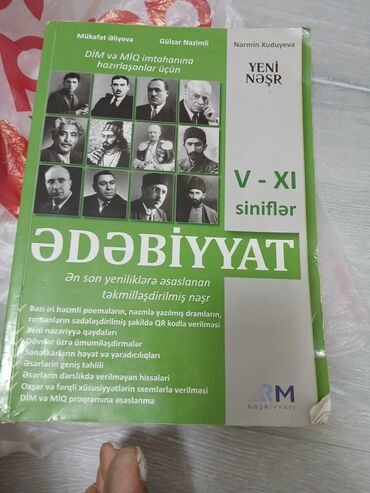 Mükafat Əliyeva Gülzar Nazimli Nərmin Xuduyeva
DİM və MİQ imtahanına
hazırlaşanlar üçün
YENİ
NƏŞR
V - XI
siniflər
ƏDƏBİYYAT
Ən son yeniliklərə əsaslanan
təkmilləşdirilmiş nəşr
Bəzi iri həcmli poemaların, nəzmlə yazılmış dramların,
romanların sadələşdirilmiş şəkildə QR kodla verilməsi
Yeni nəzəriyyə qaydaları
Dövrlər üzrə ümumiləşdirmələr
Sənətkarların həyat və yaradıcılıqları
Əsərlərin geniş təhlili
Əsərlərin dərslikdə verilməyən hissələri
Oxşar və fərqli xüsusiyyətlərin sxemlərlə verilməsi
DİM və MİQ proqramına əsaslanma
RM
NƏŞRİYYATI